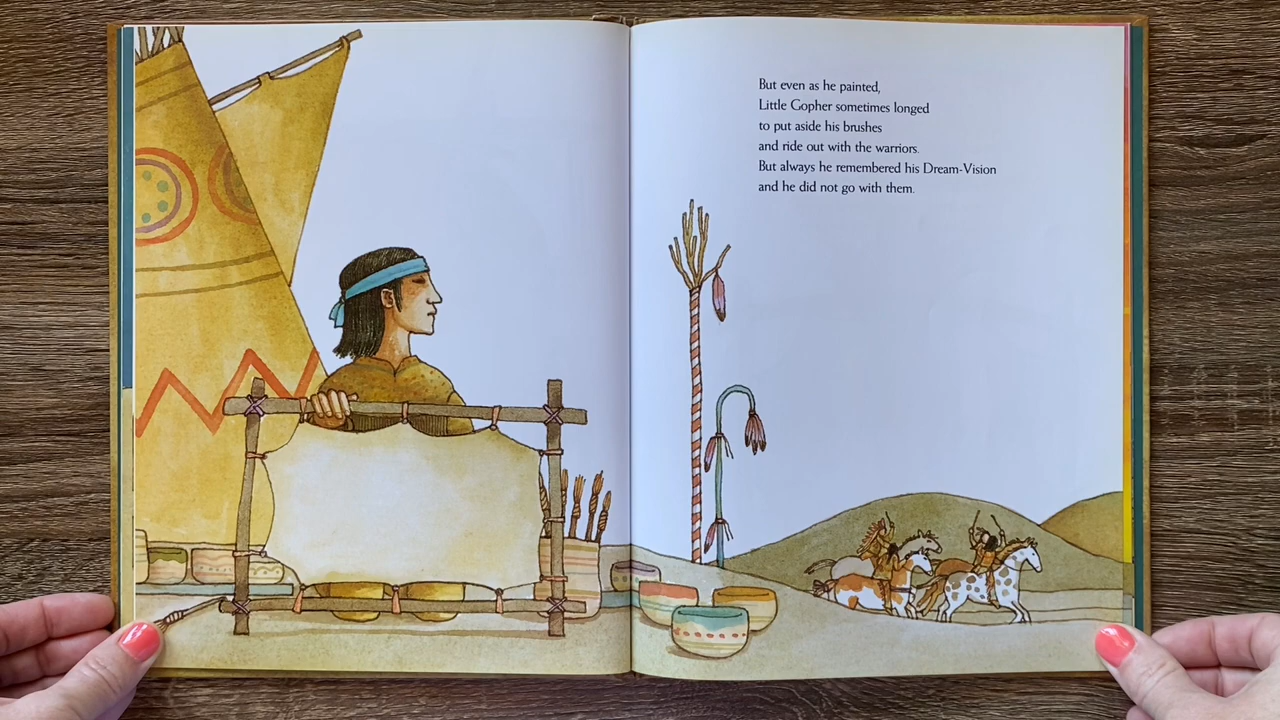 But even as he painted,
Little Gopher sometimes longed
to put aside his brushes
and ride out with the warriors.
But always he remembered his Dream-Vision
and he did not go with them.